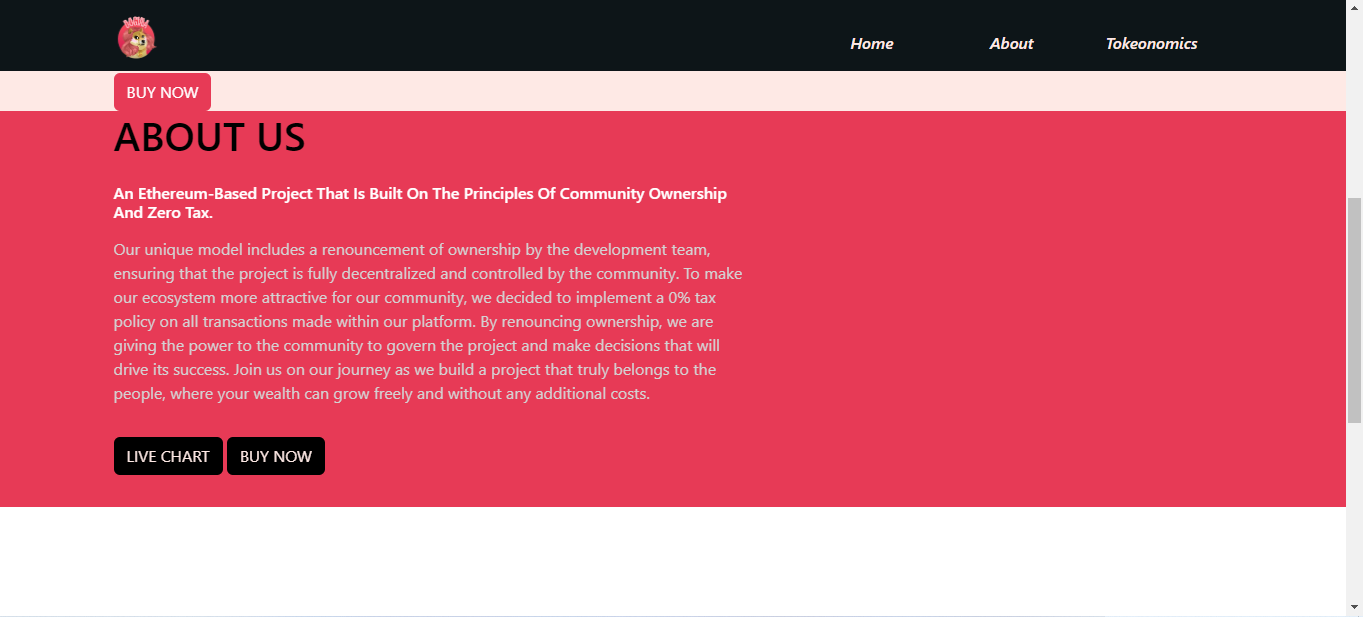 Home
About
Tokeonomics
BUY NOW
ABOUT US
An Ethereum-Based Project That Is Built On The Principles Of Community Ownership
And Zero Tax.
Our unique model includes a renouncement of ownership by the development team,
ensuring that the project is fully decentralized and controlled by the community. To make
our ecosystem more attractive for our community, we decided to implement a 0% tax
policy on all transactions made within our platform. By renouncing ownership, we are
giving the power to the community to govern the project and make decisions that will
drive its success. Join us on our journey as we build a project that truly belongs to the
people, where your wealth can grow freely and without any additional costs.
LIVE CHART
BUY NOW